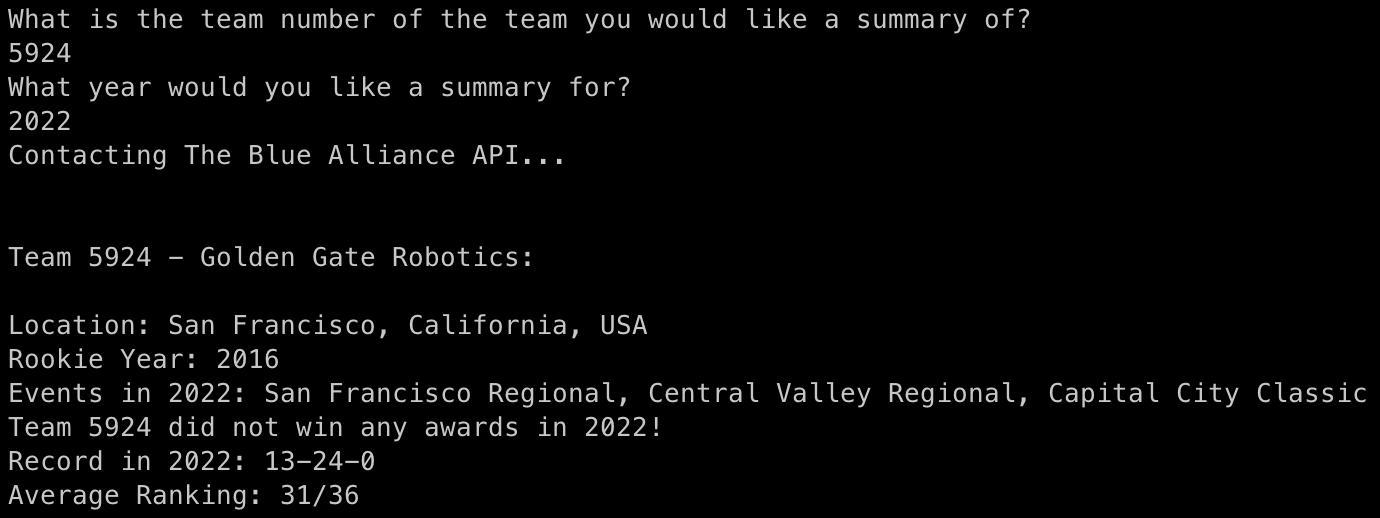 What is the team number of the team you would like a summary of?
5924
What year would you like a summary for?
2022
Contacting The Blue Alliance API...
Team 5924 - Golden Gate Robotics:
Location: San Francisco, California, USA
Rookie Year: 2016
Events in 2022: San Francisco Regional, Central Valley Regional, Capital City Classic
Team 5924 did not win any awards in 2022!
Record in 2022: 13-24-0
Average Ranking: 31/36